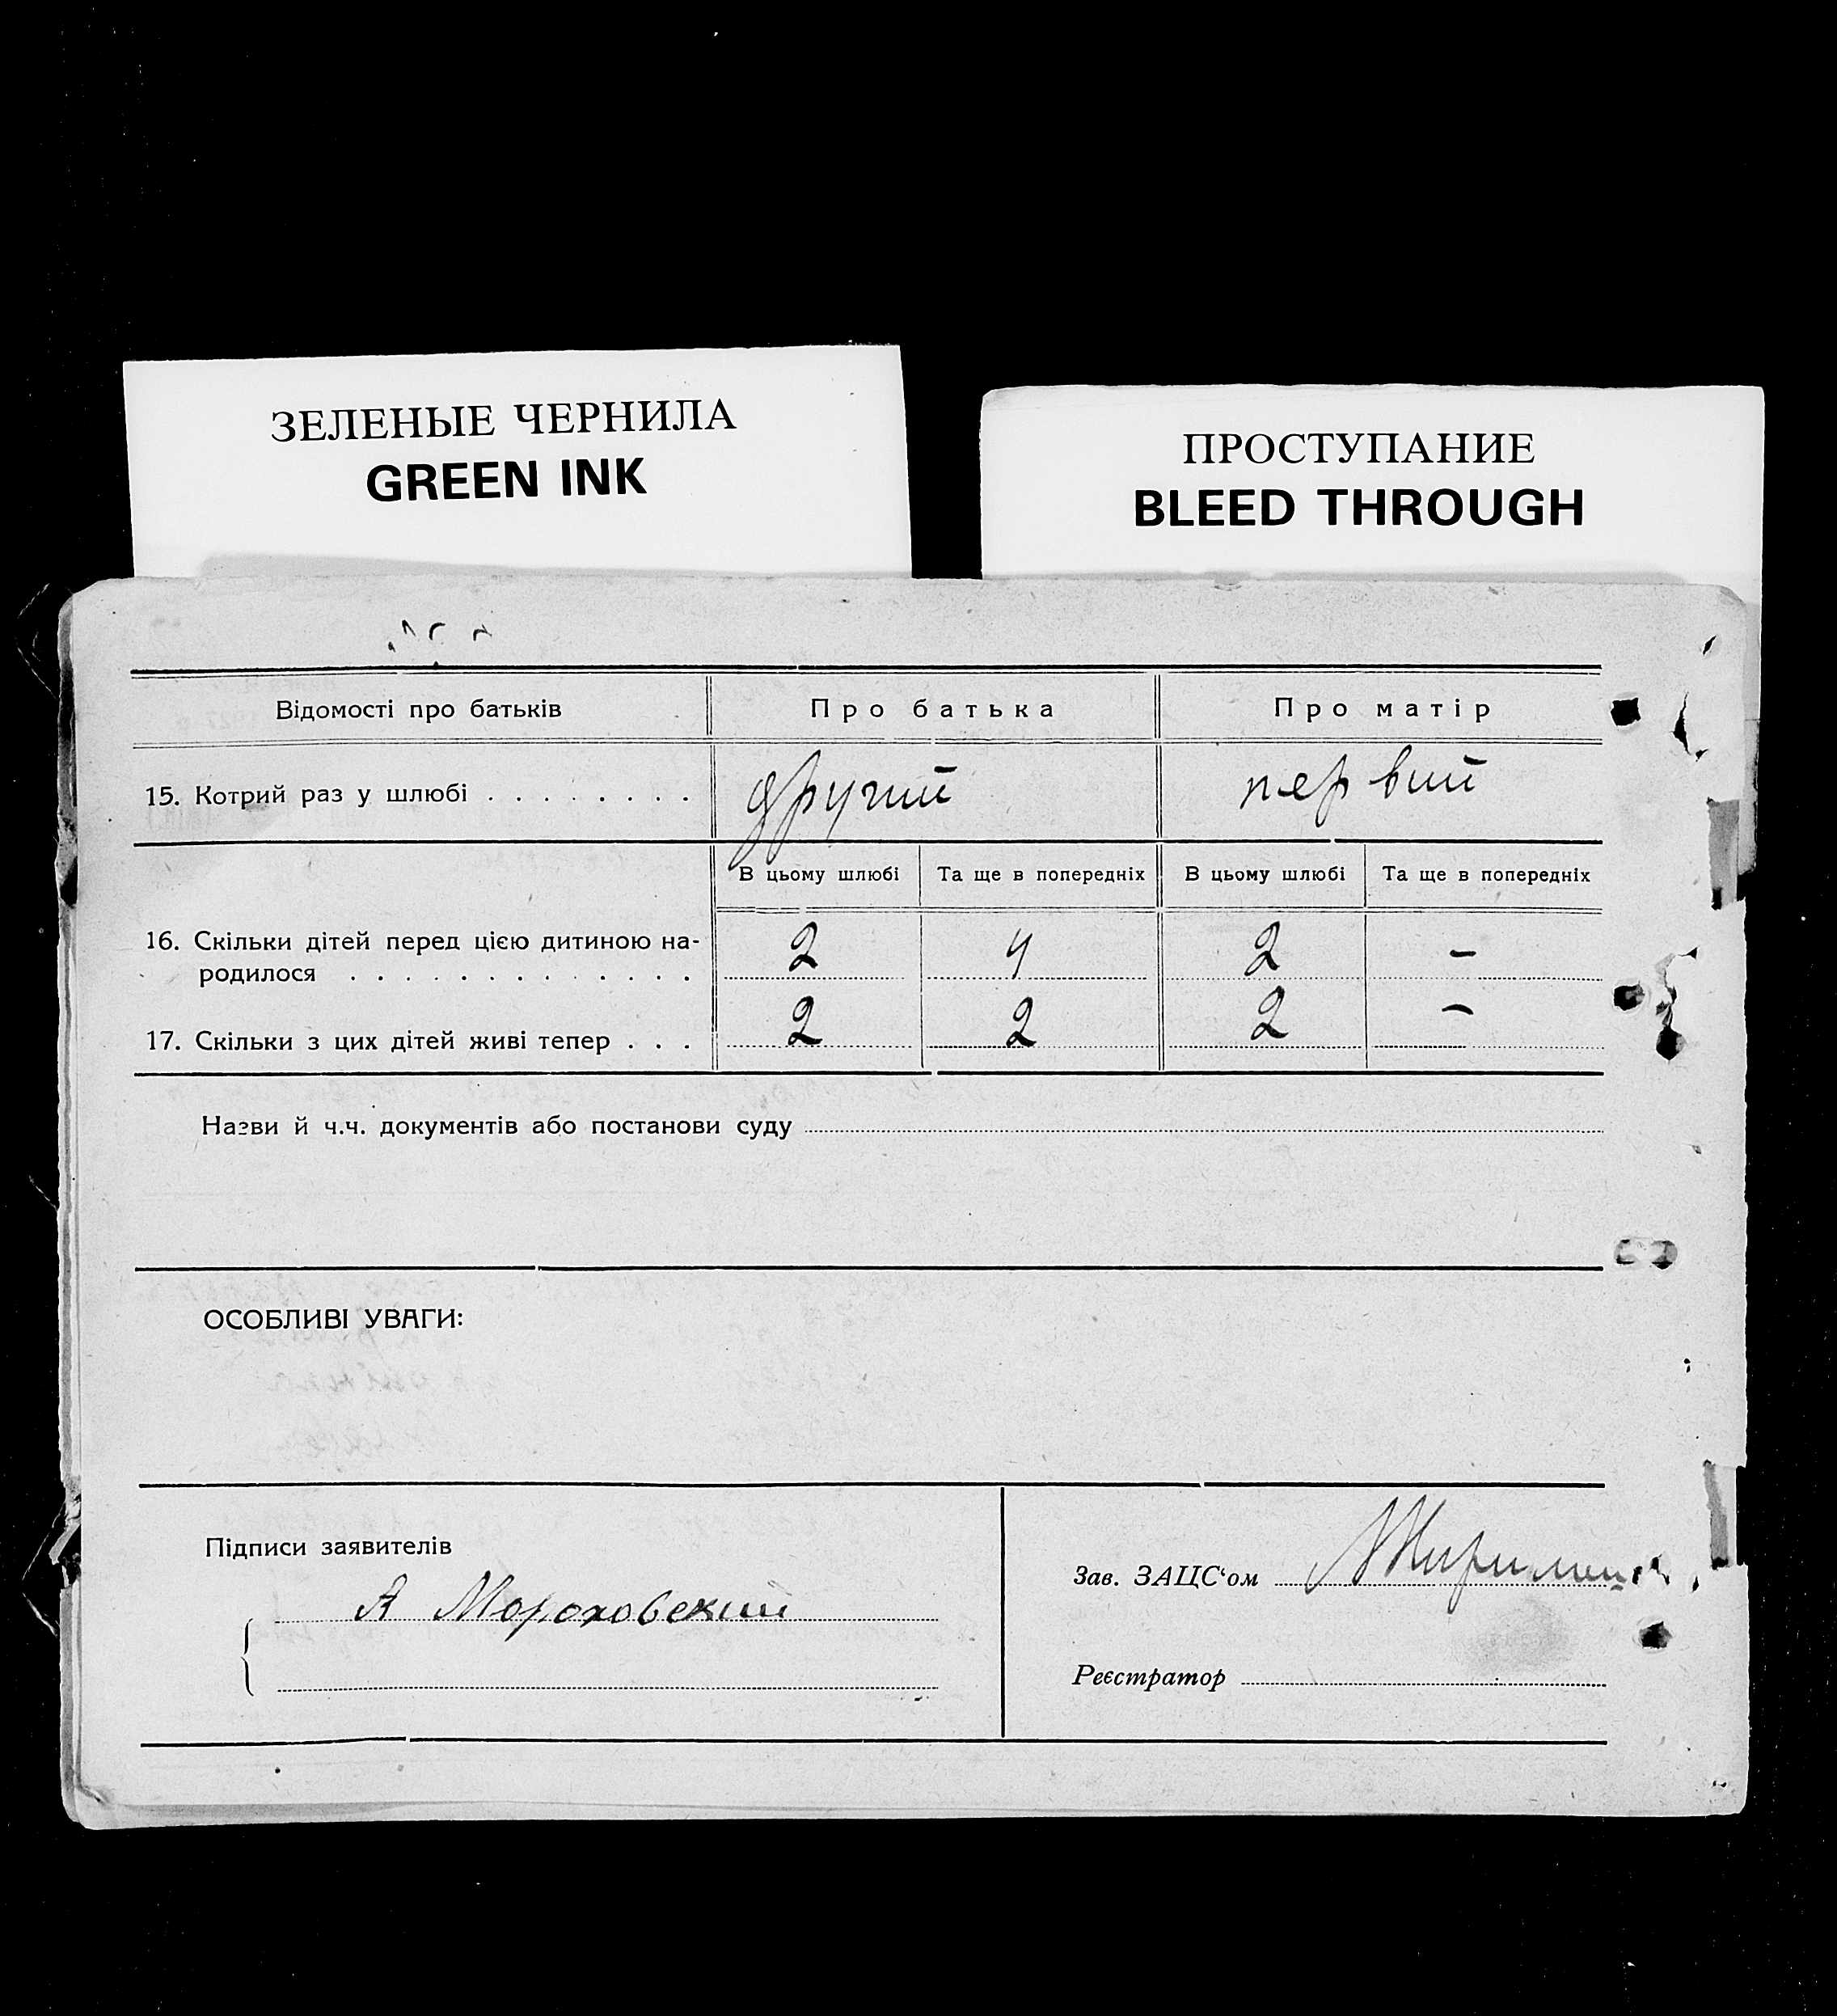 ЗЕЛЕНЫЕ ЧЕРНИЛА
GREEN INK
ПРОСТУПАНИЕ
BLEED THROUGH
Відомості про батьків Про батька Про матір
15. Котрий раз у шлюбі . . . . . . . . другий первий
В цьому шлюбі Та ще в попередніх В цьому шлюбі Та ще в попередніх
16. Скільки дітей перед цією дитиною на-
родилося . . . . . . . . . . . . . 2 4 2 –
17. Скільки з цих дітей живі тепер . . . 2 2 2 –
Назви й ч.ч. документів або постанови суду
ОСОБЛИВІ УВАГИ:
Підписи заявителів
А Мороховский
Зав. ЗАЦС‘ом
Реєстратор